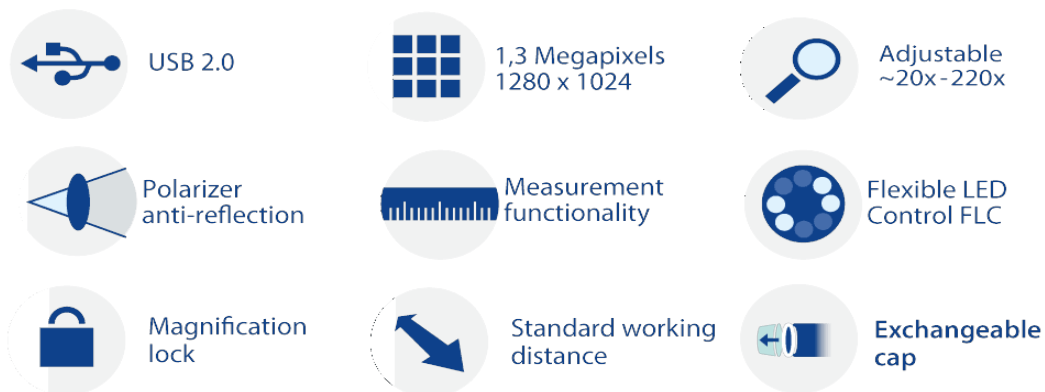 USB 2.0
1,3 Megapixels
1280 x 1024
Adjustable
~20x-220x
Polarizer
anti-reflection
Measurement
functionality
Flexible LED
Control FLC
Magnification
lock
Standard working
distance
Exchangeable
cap